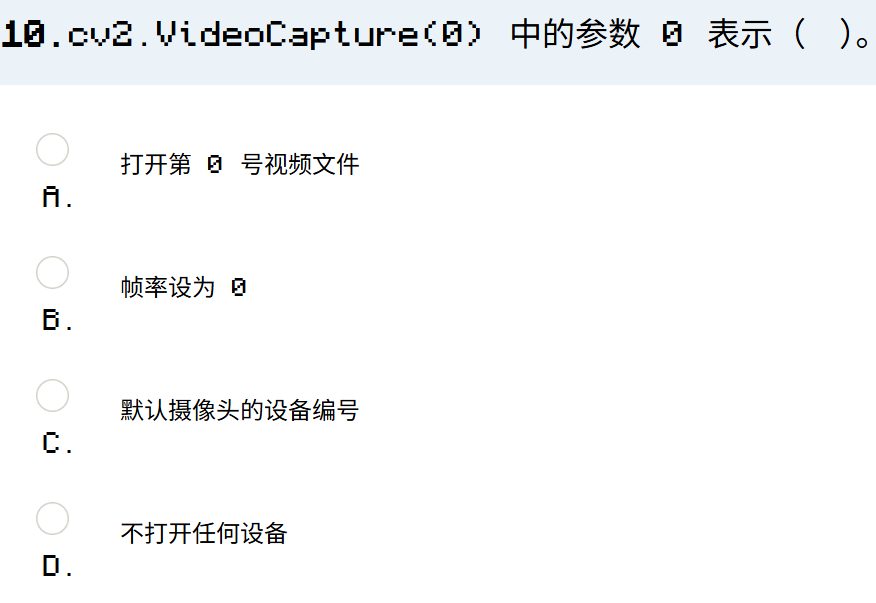 10.cv2.VideoCapture(0) 中的参数 0 表示（ ）。
打开第 0 号视频文件
A.
帧率设为 0
B.
默认摄像头的设备编号
C.
不打开任何设备
D.